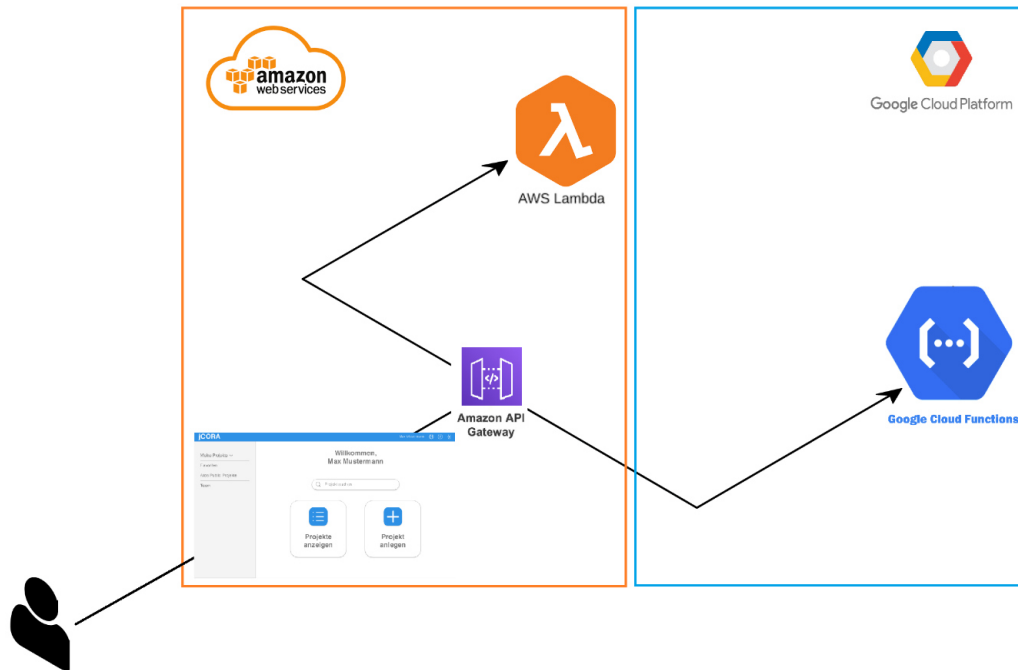 amazon
webservices
Google Cloud Platform
AWS Lambda
Amazon API
Gateway
Google Cloud Functions
jCORA
Willkommen,
Max Mustermann
Projekte
anzeigen
Projekt
anlegen
Team